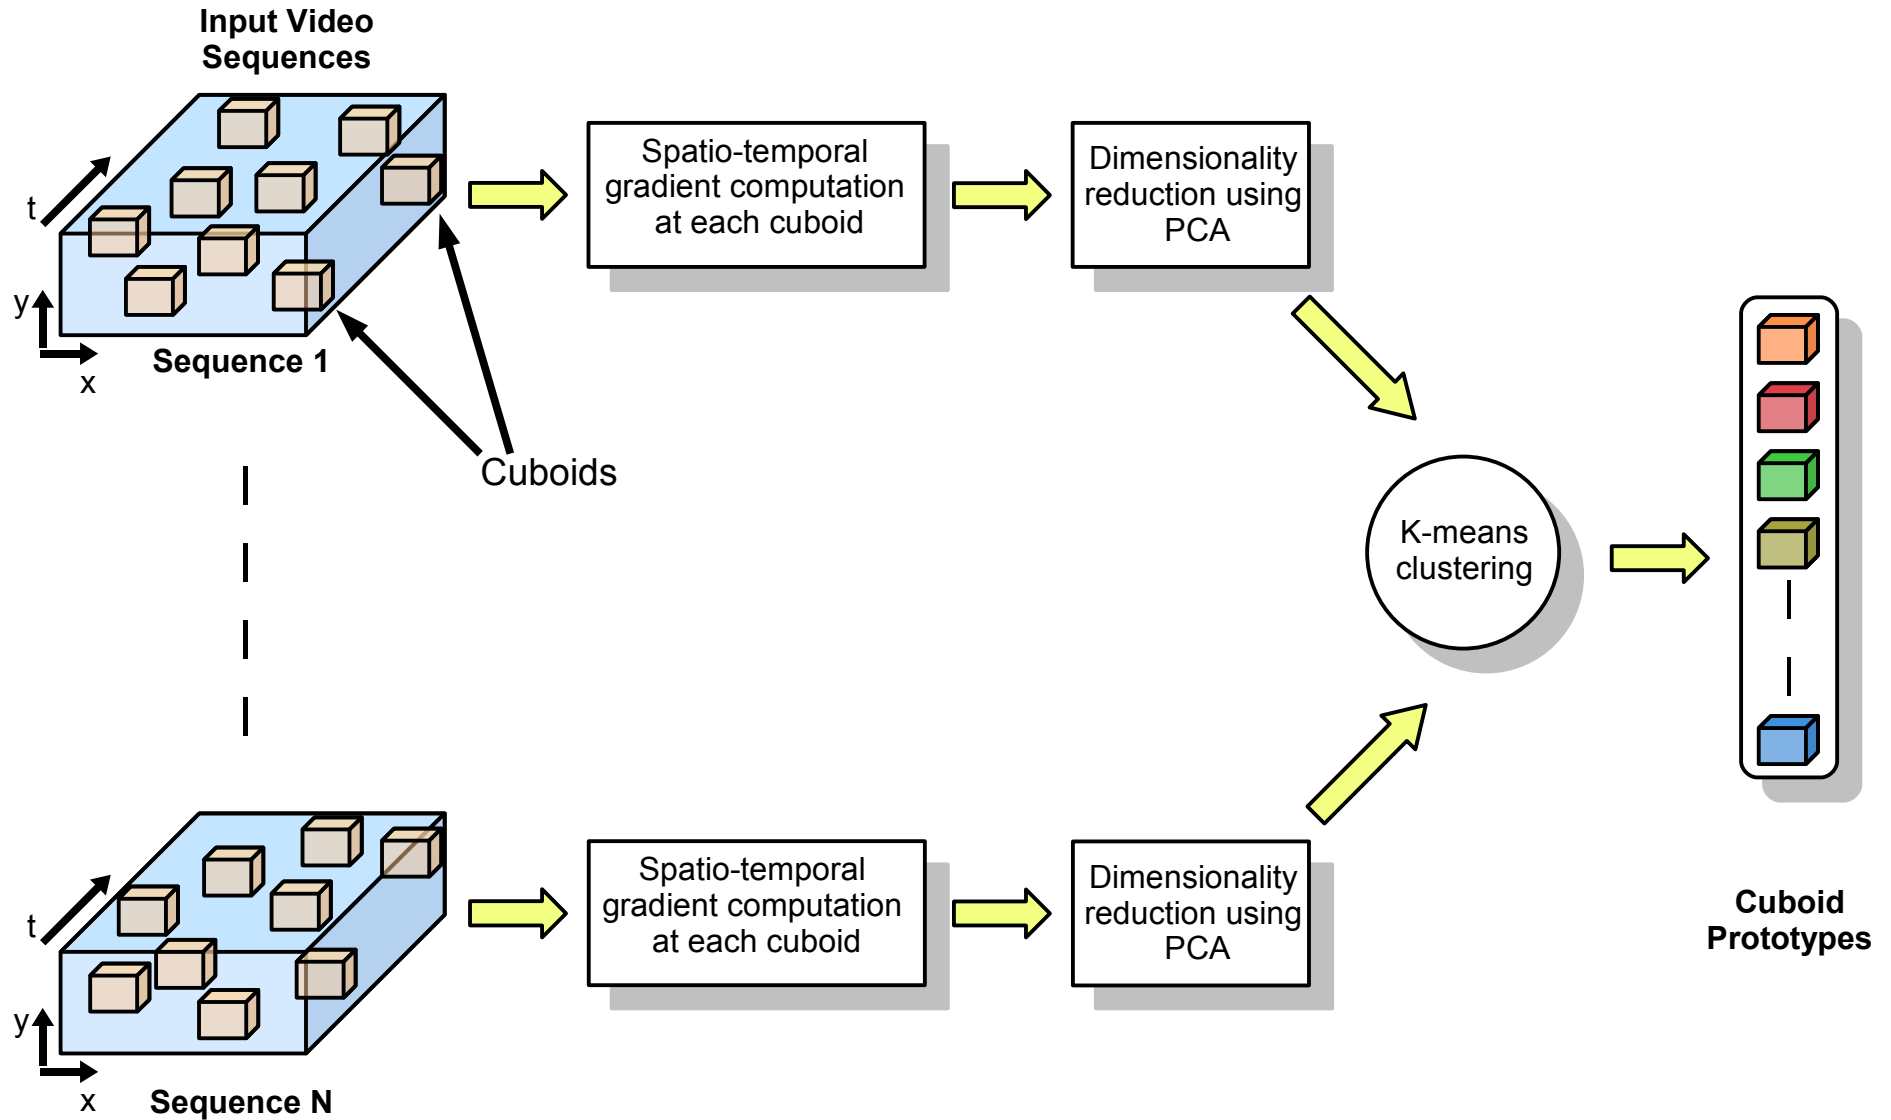 Input Video
Sequences
t
y
x
Sequence 1
Cuboids
Spatio-temporal
gradient computation
at each cuboid
Dimensionality
reduction using
PCA
K-means
clustering
t
y
x
Sequence N
Spatio-temporal
gradient computation
at each cuboid
Dimensionality
reduction using
PCA
Cuboid
Prototypes